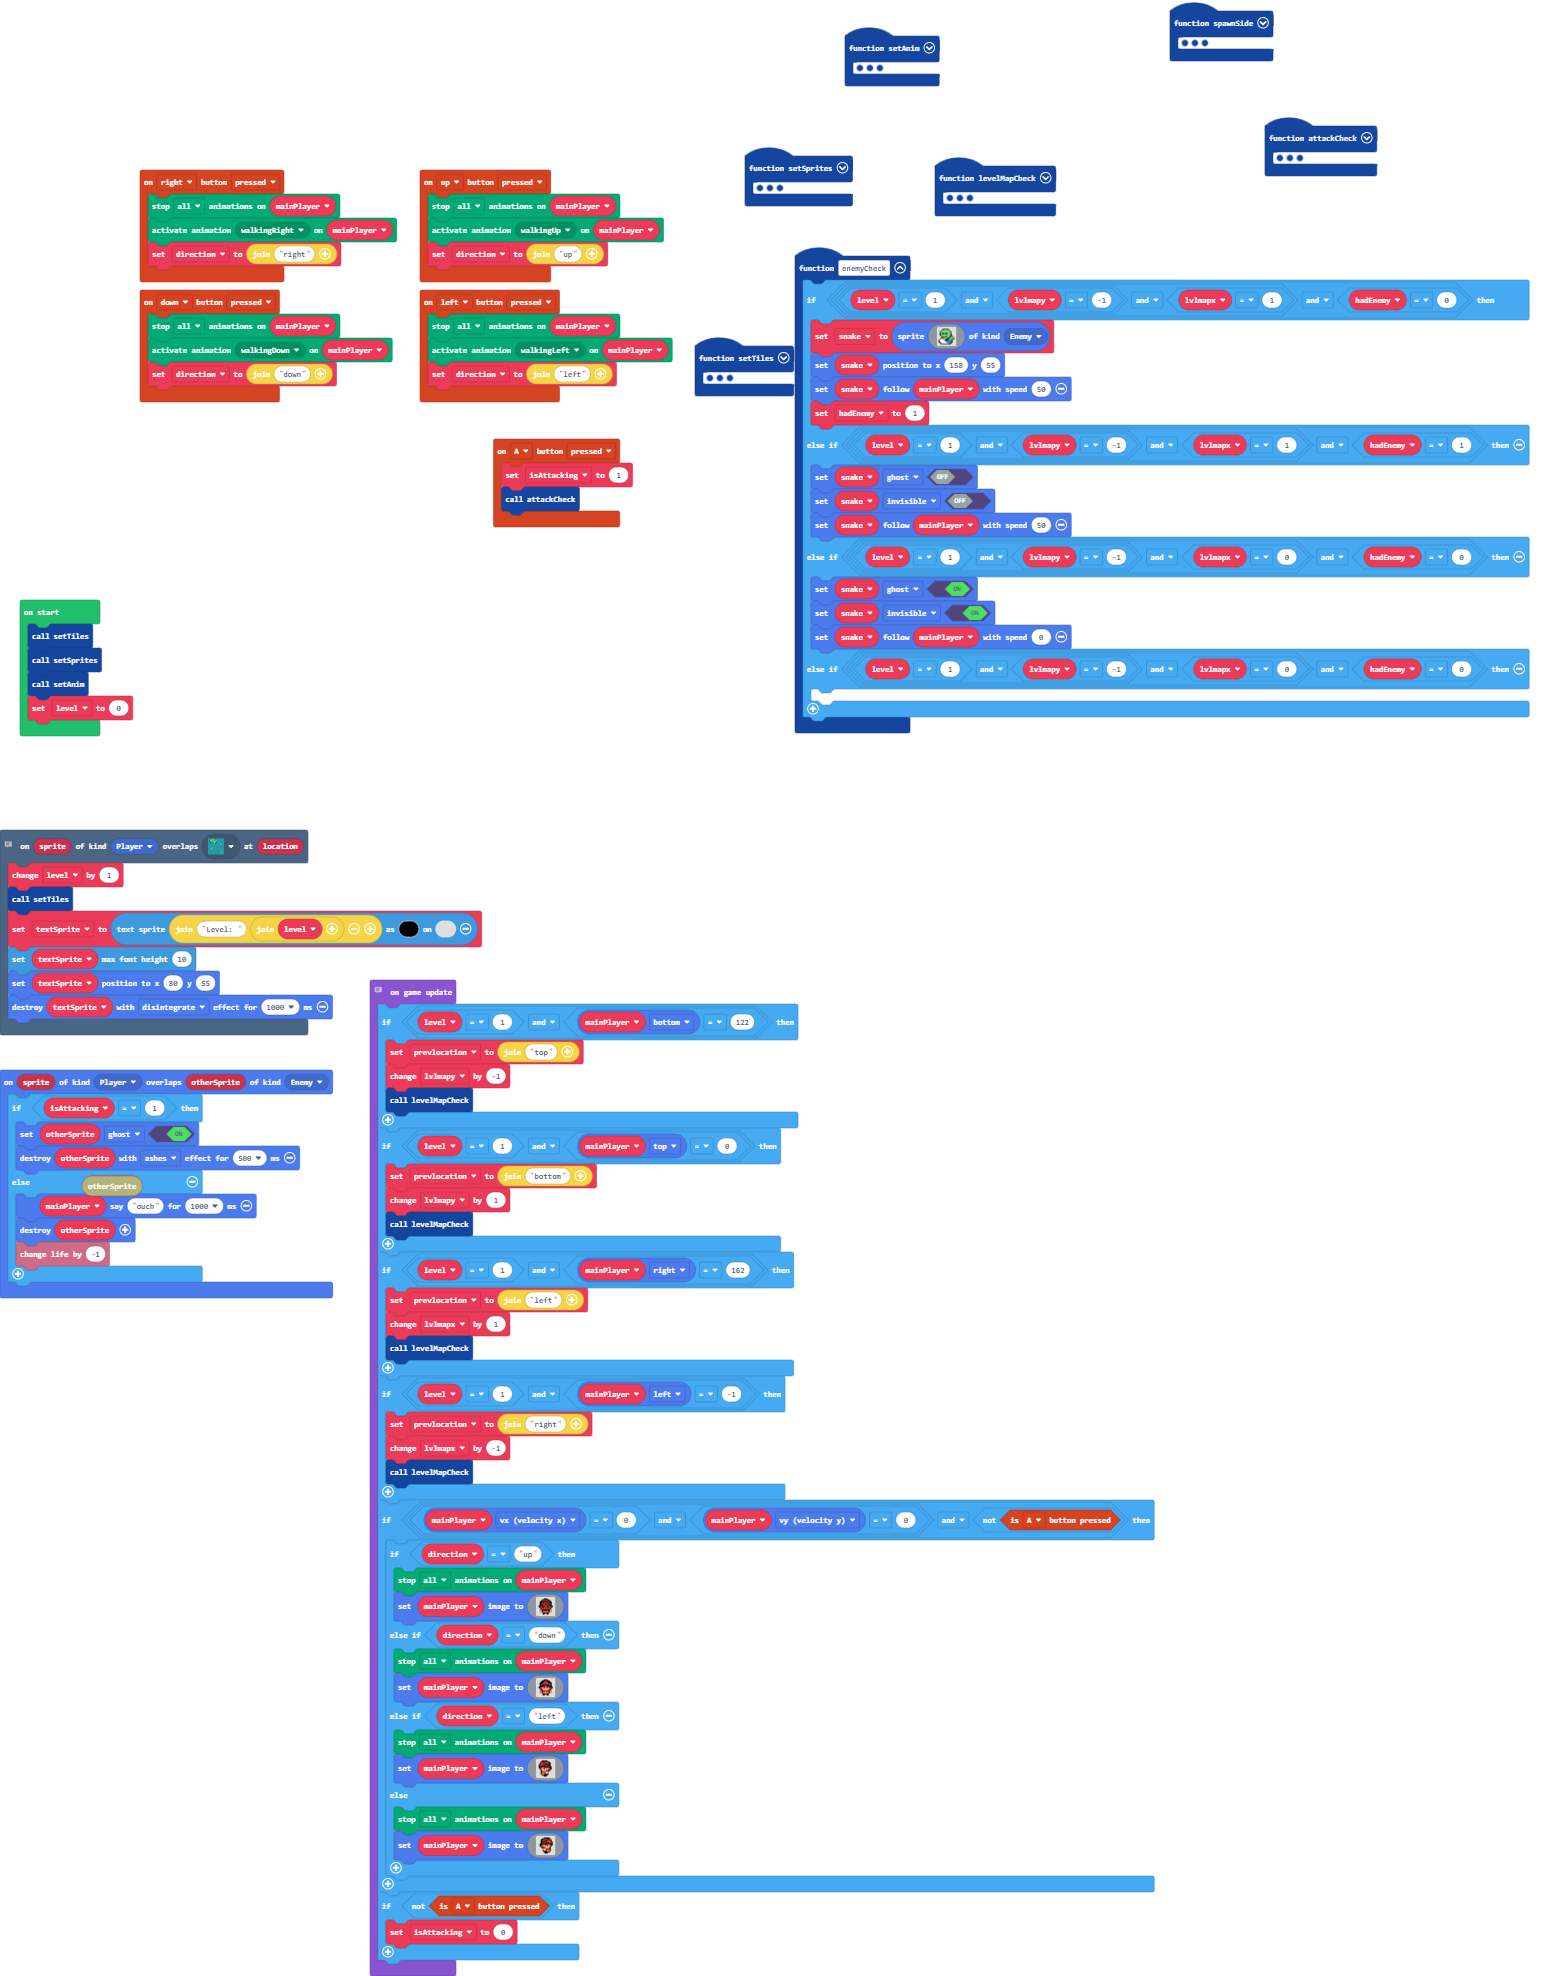 function spawnSide
function setAnim
function attackCheck
function setSprites
function levelMapCheck
on right button pressed
stop all animations on mainPlayer
activate animation walkingRight on mainPlayer
set direction to join "right"
on up button pressed
stop all animations on mainPlayer
activate animation walkingUp on mainPlayer
set direction to join "up"
on down button pressed
stop all animations on mainPlayer
activate animation walkingDown on mainPlayer
set direction to join "down"
on left button pressed
stop all animations on mainPlayer
activate animation walkingLeft on mainPlayer
set direction to join "left"
function setTiles
function enemyCheck
if level = 1 and lvlmapy = -1 and lvlmapx = 1 and hadEnemy = 0 then
set snake to sprite of kind Enemy
set snake position to x 158 y 55
set snake follow mainPlayer with speed 50
set hadEnemy to 1
else if level = 1 and lvlmapy = -1 and lvlmapx = 1 and hadEnemy = 1 then
set snake ghost OFF
set snake invisible OFF
set snake follow mainPlayer with speed 50
else if level = 1 and lvlmapy = -1 and lvlmapx = 0 and hadEnemy = 0 then
set snake ghost ON
set snake invisible ON
set snake follow mainPlayer with speed 0
else if level = 1 and lvlmapy = -1 and lvlmapx = 0 and hadEnemy = 0 then
on A button pressed
set isAttacking to 1
call attackCheck
on start
call setTiles
call setSprites
call setAnim
set level to 0
on sprite of kind Player overlaps at location
change level by 1
call setTiles
set textSprite to text sprite join "Level: " join level as on
set textSprite max font height 10
set textSprite position to x 80 y 55
destroy textSprite with disintegrate effect for 1000 ms
on sprite of kind Player overlaps otherSprite of kind Enemy
if isAttacking = 1 then
set otherSprite ghost ON
destroy otherSprite with ashes effect for 500 ms
else
otherSprite
mainPlayer say "ouch" for 1000 ms
destroy otherSprite
change life by -1
on game update
if level = 1 and mainPlayer bottom = 122 then
set prevlocation to join "top"
change lvlmapy by -1
call levelMapCheck
if level = 1 and mainPlayer top = 0 then
set prevlocation to join "bottom"
change lvlmapy by 1
call levelMapCheck
if level = 1 and mainPlayer right = 162 then
set prevlocation to join "left"
change lvlmapx by 1
call levelMapCheck
if level = 1 and mainPlayer left = -1 then
set prevlocation to join "right"
change lvlmapx by -1
call levelMapCheck
if mainPlayer vx (velocity x) = 0 and mainPlayer vy (velocity y) = 0 and not is A button pressed then
if direction = "up" then
stop all animations on mainPlayer
set mainPlayer image to
else if direction = "down" then
stop all animations on mainPlayer
set mainPlayer image to
else if direction = "left" then
stop all animations on mainPlayer
set mainPlayer image to
else
stop all animations on mainPlayer
set mainPlayer image to
if not is A button pressed then
set isAttacking to 0